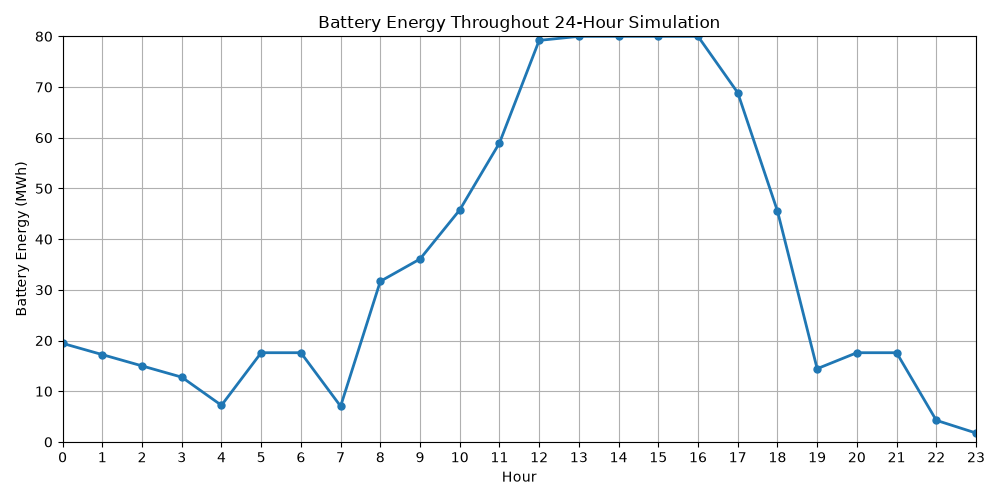 Battery Energy Throughout 24-Hour Simulation
Battery Energy (MWh)
80
70
60
50
40
30
20
10
0
0 1 2 3 4 5 6 7 8 9 10 11 12 13 14 15 16 17 18 19 20 21 22 23
Hour